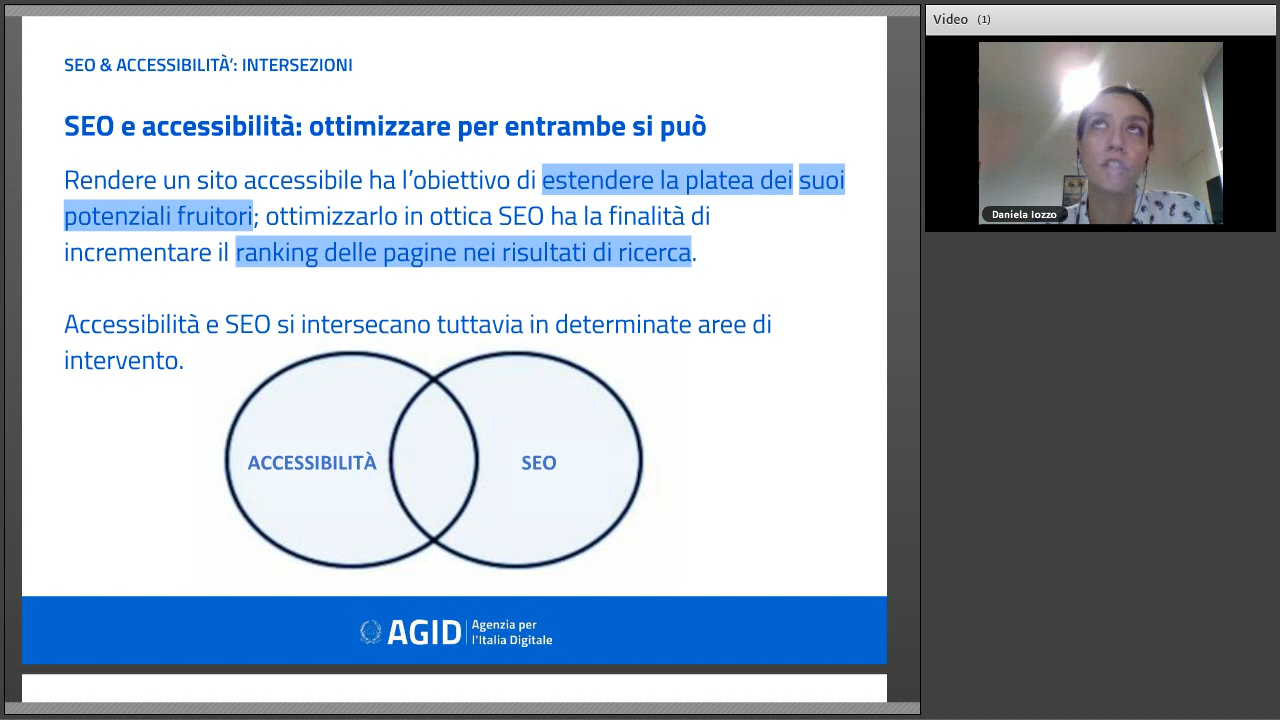 SEO & ACCESSIBILITÀ’: INTERSEZIONI
SEO e accessibilità: ottimizzare per entrambe si può
Rendere un sito accessibile ha l’obiettivo di estendere la platea dei suoi
potenziali fruitori; ottimizzarlo in ottica SEO ha la finalità di
incrementare il ranking delle pagine nei risultati di ricerca.
Accessibilità e SEO si intersecano tuttavia in determinate aree di
intervento.
ACCESSIBILITÀ
SEO
AGID
Agenzia per
l’Italia Digitale
Video (1)
Daniela Iozzo